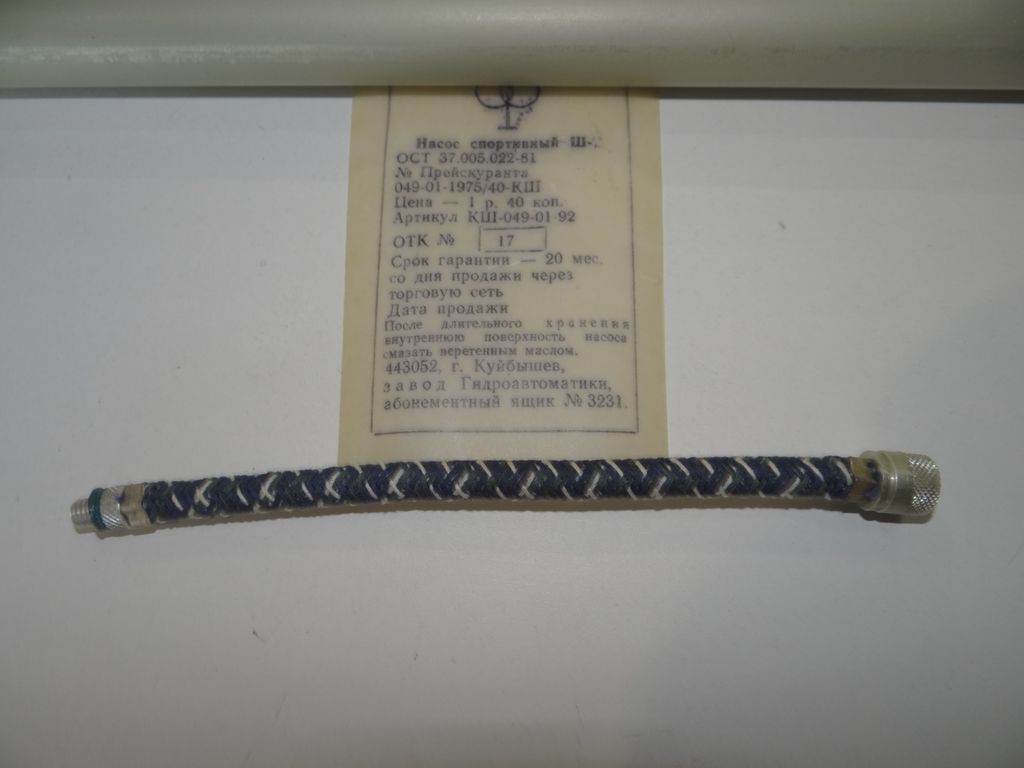 Насос спортивный Ш-
ОСТ 37.005.022-81
№ Прейскуранта
049-01-1975/40-КШ
Цена — 1 р. 40 коп.
Артикул КШ-049-01-92
ОТК № 17
Срок гарантии — 20 мес.
со дня продажи через
торговую сеть
Дата продажи
После длительного хранения
внутреннюю поверхность насоса
смазать веретенным маслом.
443052, г. Куйбышев,
завод Гидроавтоматики,
абонементный ящик № 3231.